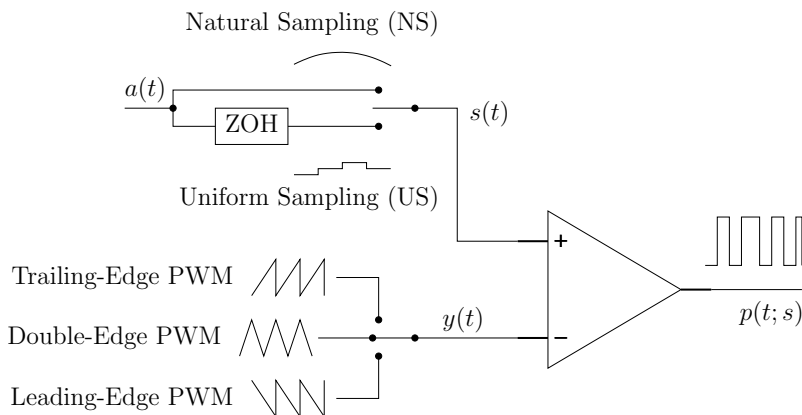 Natural Sampling (NS)
a(t)
ZOH
s(t)
Uniform Sampling (US)
+
Trailing-Edge PWM
Double-Edge PWM
y(t)
−
p(t; s)
Leading-Edge PWM